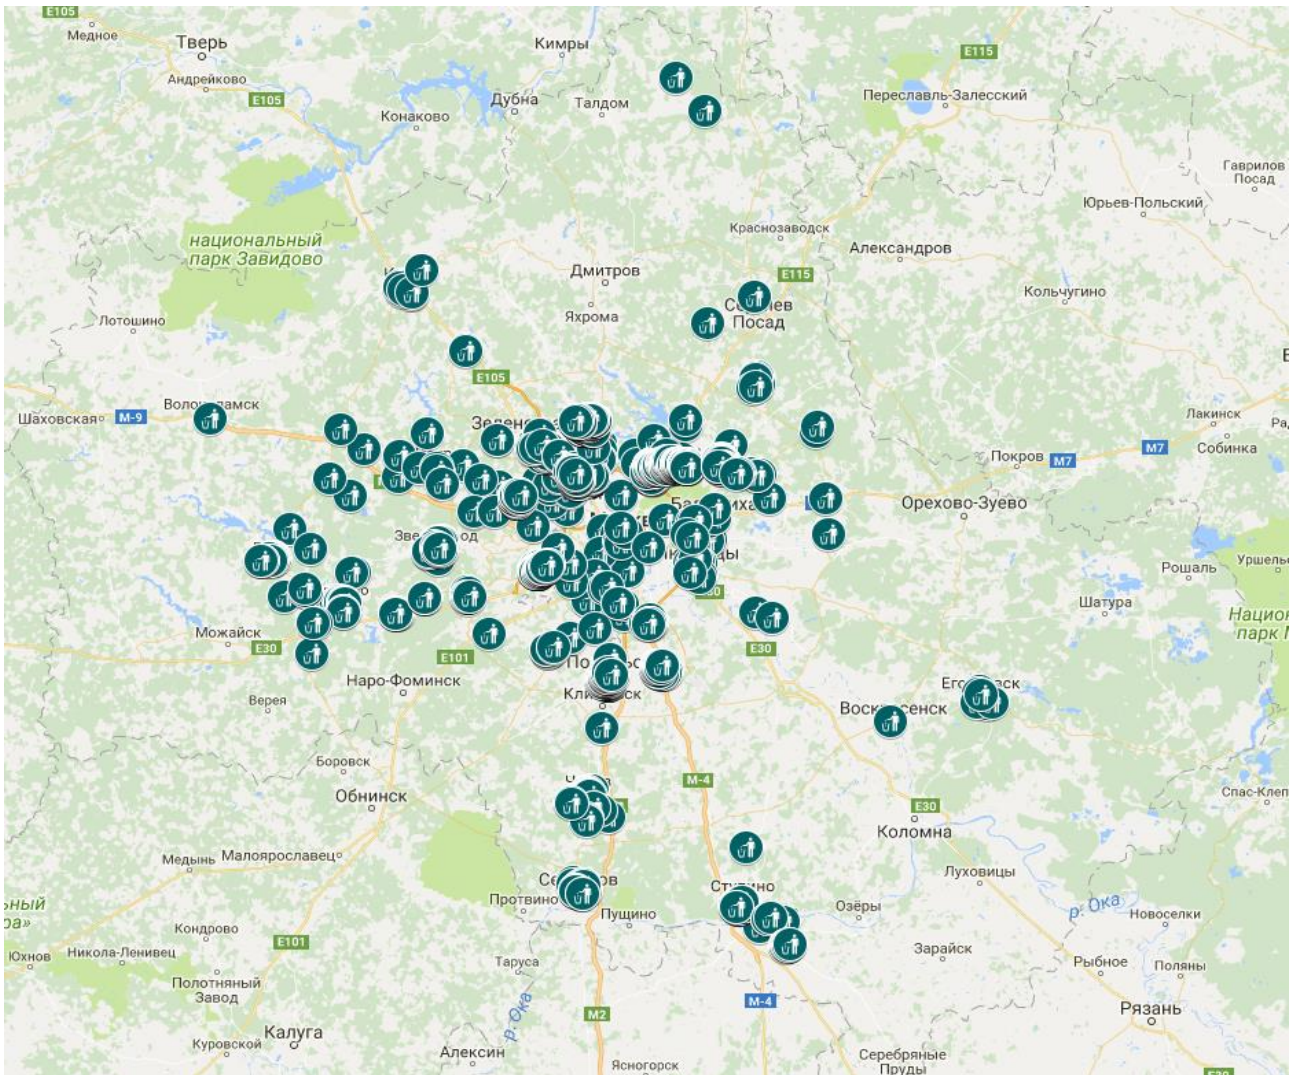 E105
Медное
Тверь
Кимры
E115
Андрейково
E105
Дубна
Талдом
Переславль-Залесский
Конаково
Гаврилов
Посад
Юрьев-Польский
Краснозаводск
национальный
парк Завидово
Александров
Дмитров
E115
Кольчугино
Лотошино
Яхрома
Посад
E105
Шаховская
M-9
Лакинск
Собинка
Покров
M7
M7
Орехово-Зуево
Уршель
Рошаль
Шатура
Национ
парк
Можайск
E30
E101
E30
Наро-Фоминск
Верея
Воскресенск
Боровск
M-4
Обнинск
Спас-Клеп
E30
Коломна
Медынь
Малоярославец
Луховицы
Протвино
Пущино
Озёры
р. Ока
Новоселки
Кондрово
E101
Юхнов
Никола-Ленивец
Зарайск
Таруса
Рыбное
Поляны
Полотняный
Завод
р. Ока
M-4
M2
Рязань
Калуга
Куровской
Алексин
Ясногорск
Серебряные
Пруды